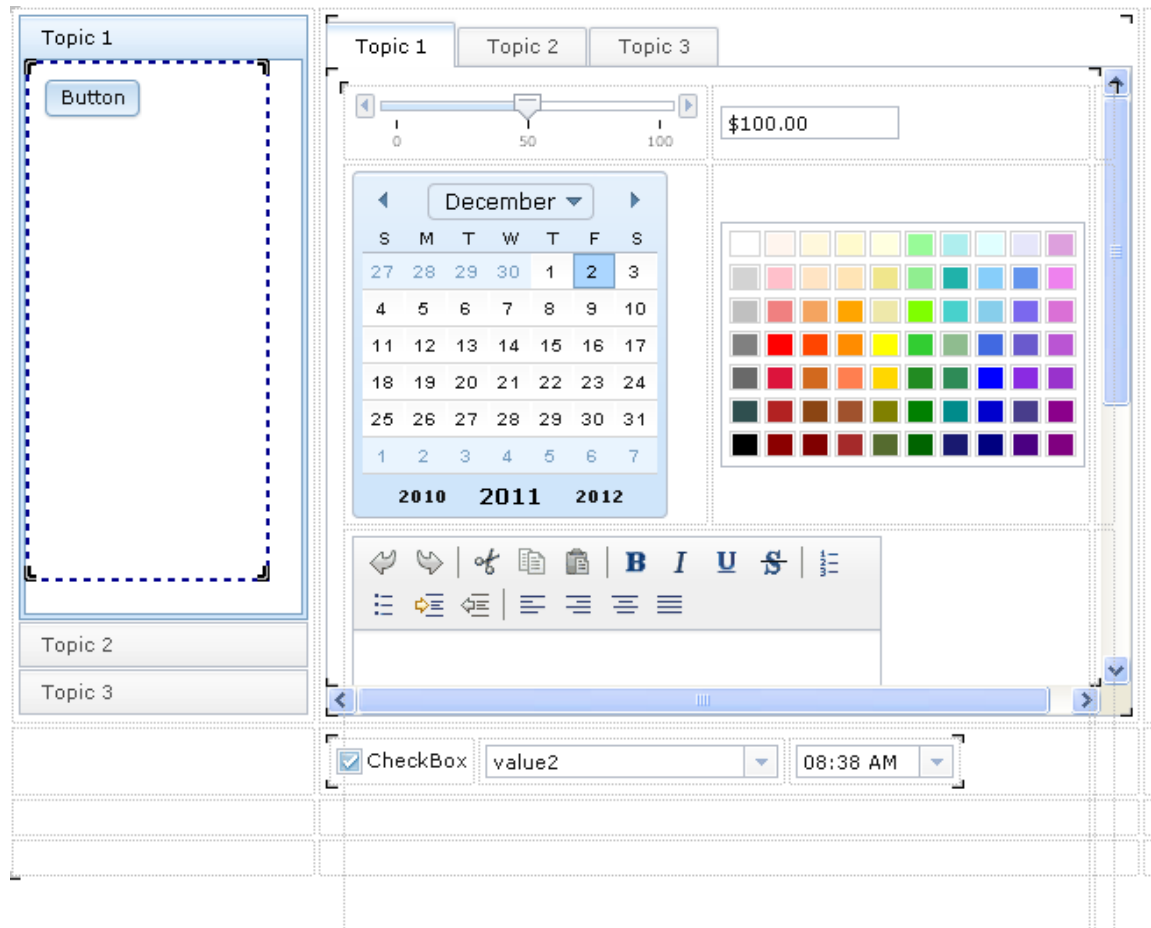 Topic 1
Button
Topic 2
Topic 3
Topic 1 Topic 2 Topic 3
0 50 100
$100.00
December
S M T W T F S
27 28 29 30 1 2 3
4 5 6 7 8 9 10
11 12 13 14 15 16 17
18 19 20 21 22 23 24
25 26 27 28 29 30 31
1 2 3 4 5 6 7
2010 2011 2012
B I U S
CheckBox value2 08:38 AM